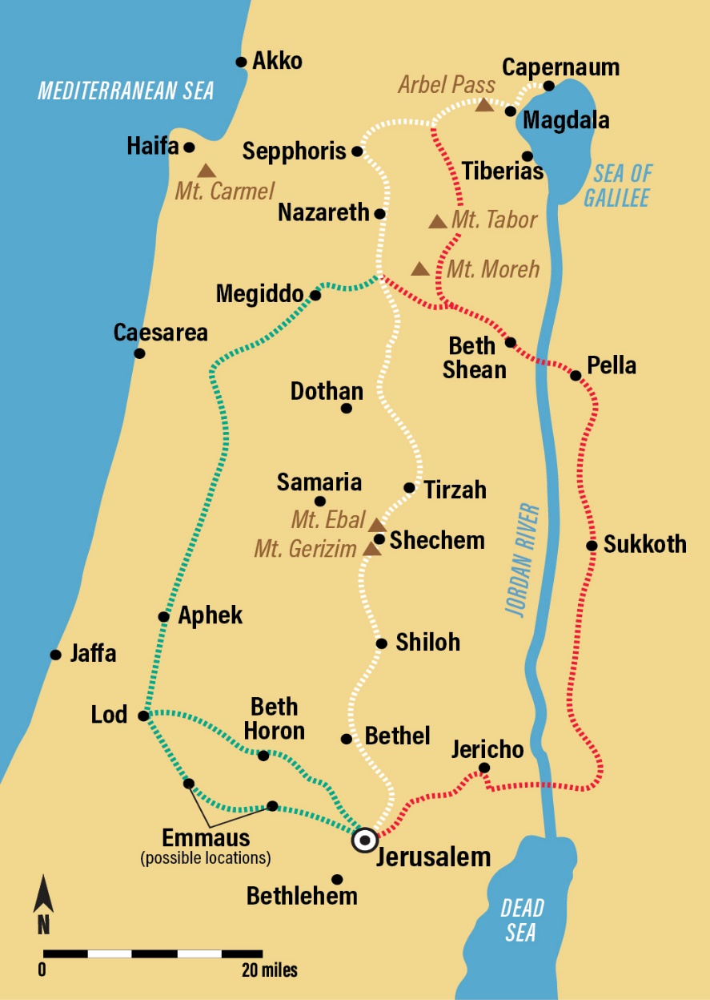 Akko
Capernaum
Arbel Pass
MEDITERRANEAN SEA
Magdala
Haifa
Sepphoris
Tiberias
SEA OF
GALILEE
Mt. Carmel
Nazareth
Mt. Tabor
Mt. Moreh
Megiddo
Caesarea
Beth
Shean
Pella
Dothan
Samaria
Tirzah
Mt. Ebal
Shechem
Mt. Gerizim
JORDAN RIVER
Sukkoth
Aphek
Shiloh
Jaffa
Lod
Beth
Horon
Bethel
Jericho
Emmaus
(possible locations)
Jerusalem
Bethlehem
DEAD
SEA
N
0
20 miles